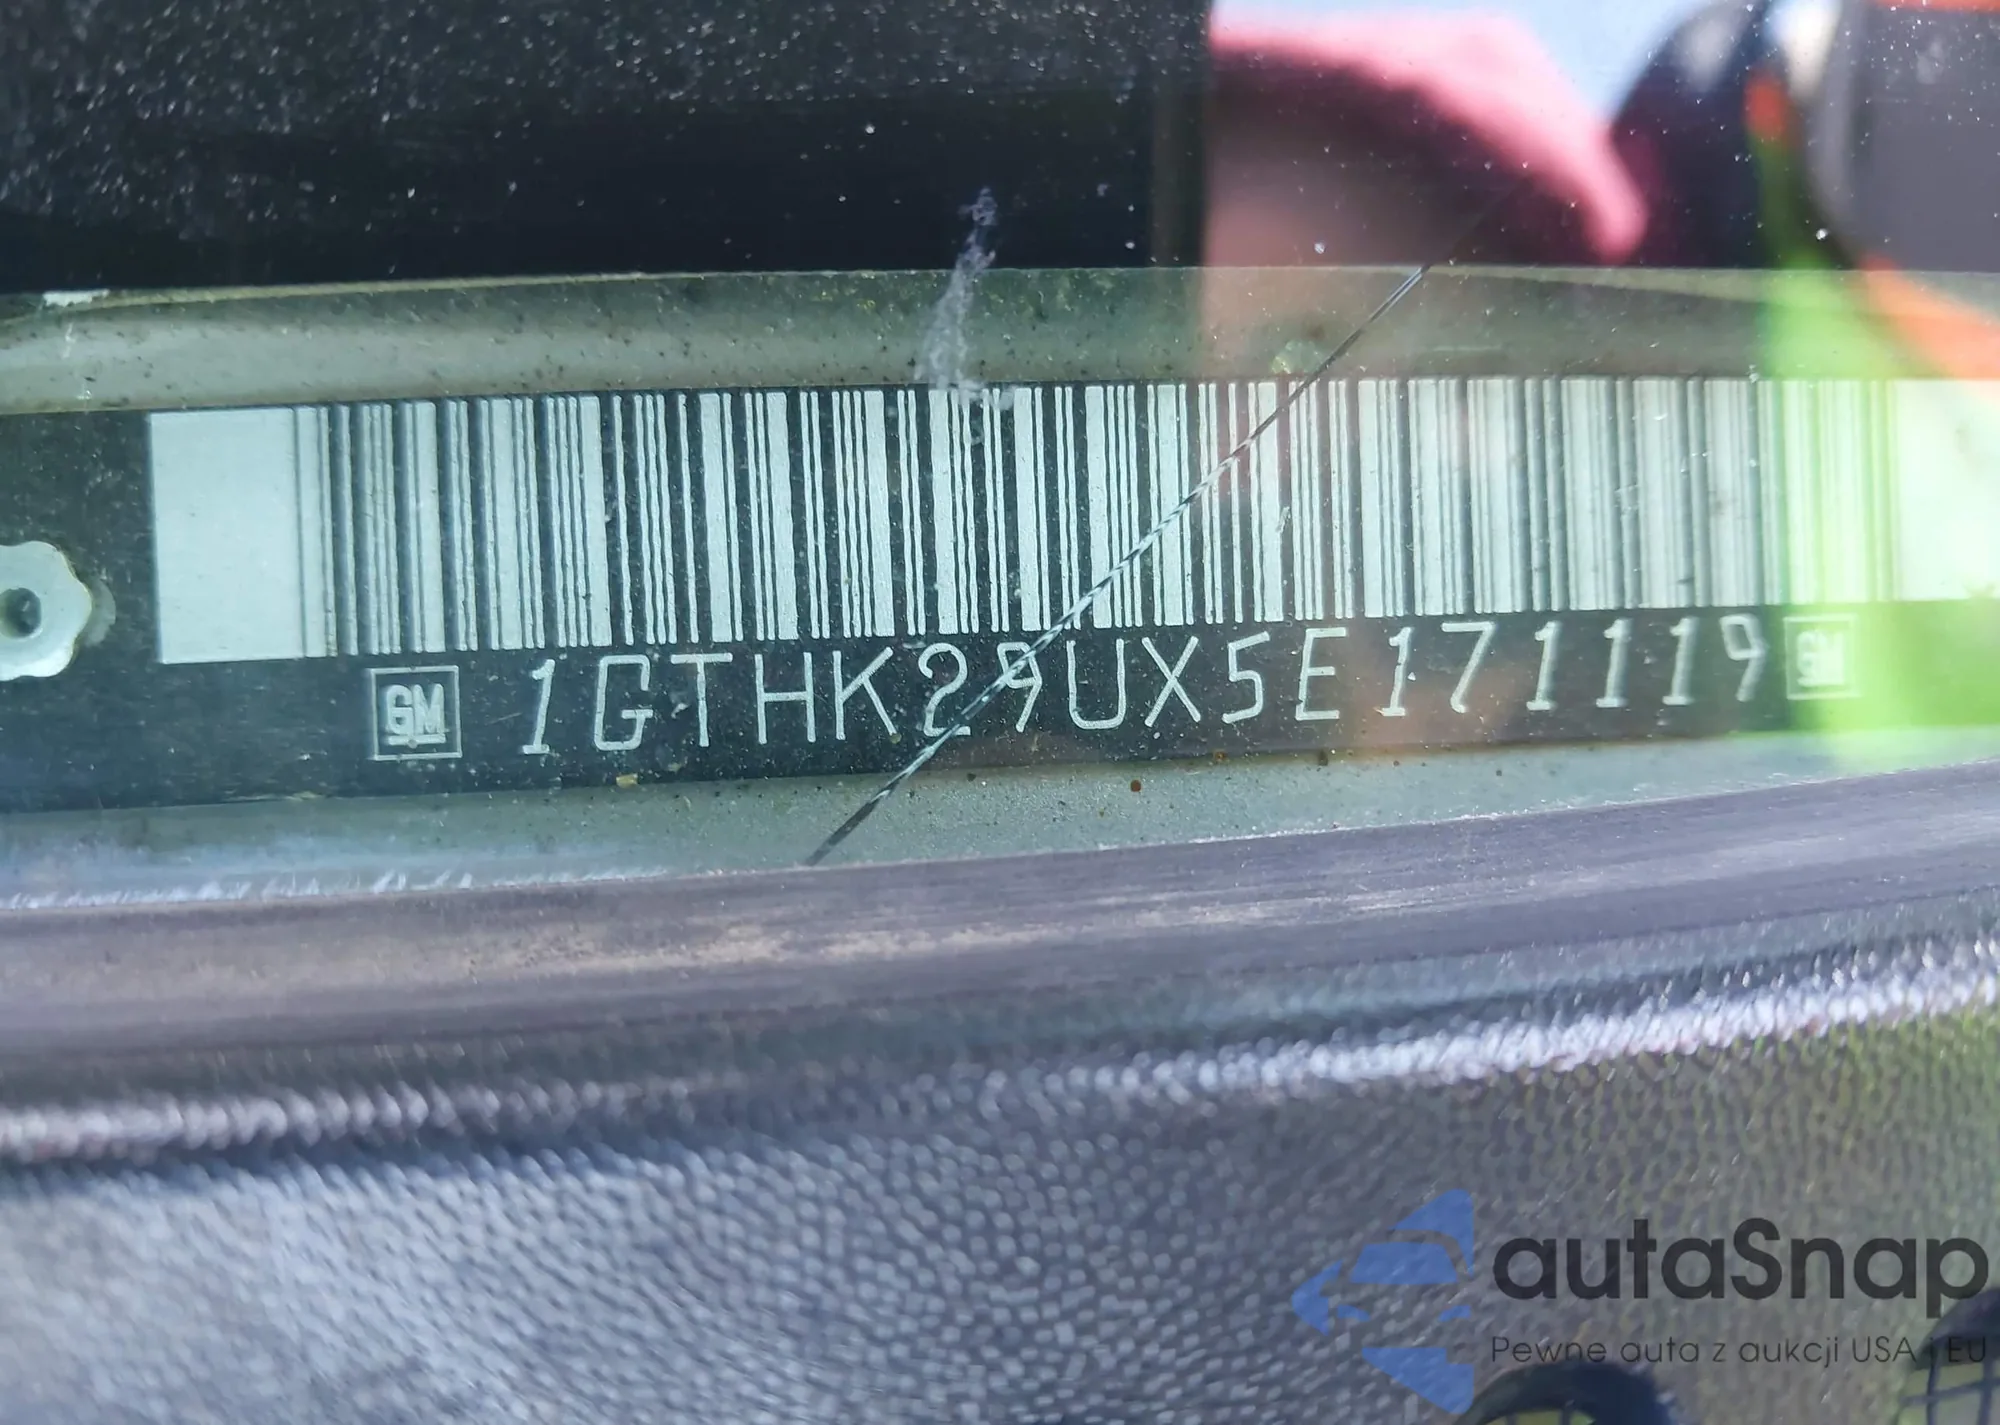 GM 1GTHK29UX5E171119 GM
autaSnap
Pewne auta z aukcji USA i EU